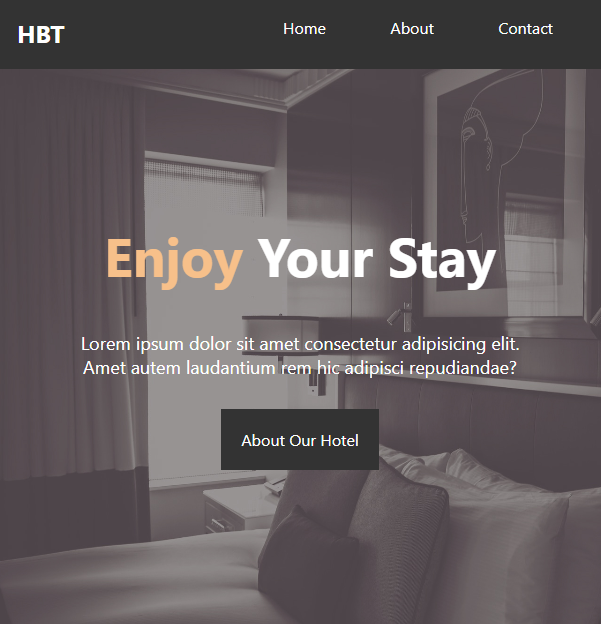 HBT
Home About Contact
Enjoy Your Stay
Lorem ipsum dolor sit amet consectetur adipisicing elit.
Amet autem laudantium rem hic adipisci repudiandae?
About Our Hotel